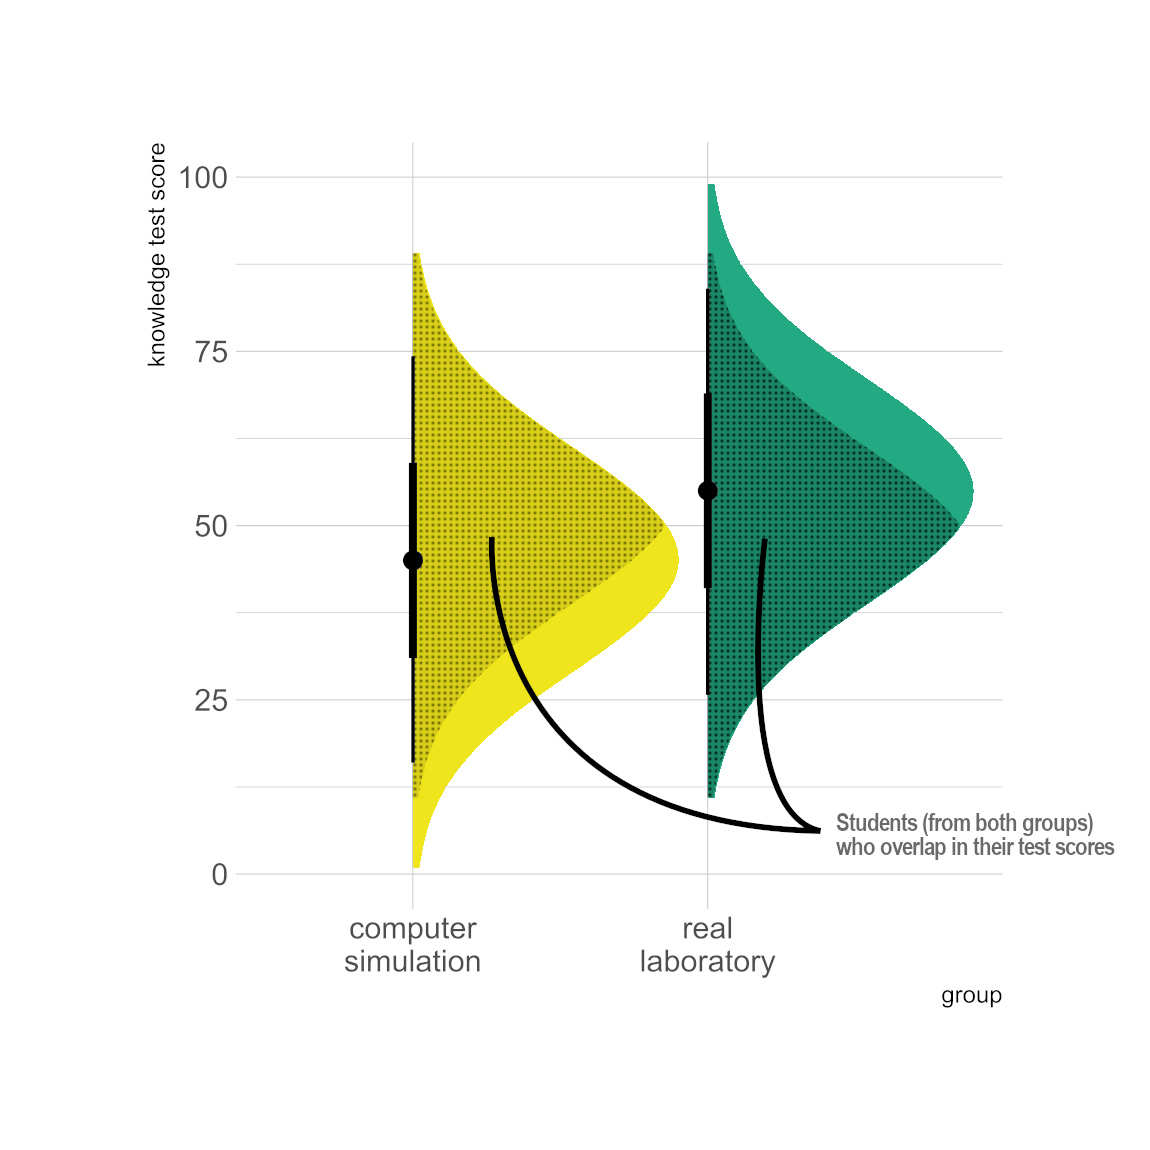 knowledge test score
100
75
50
25
0
Students (from both groups)
who overlap in their test scores
computer
simulation
real
laboratory
group